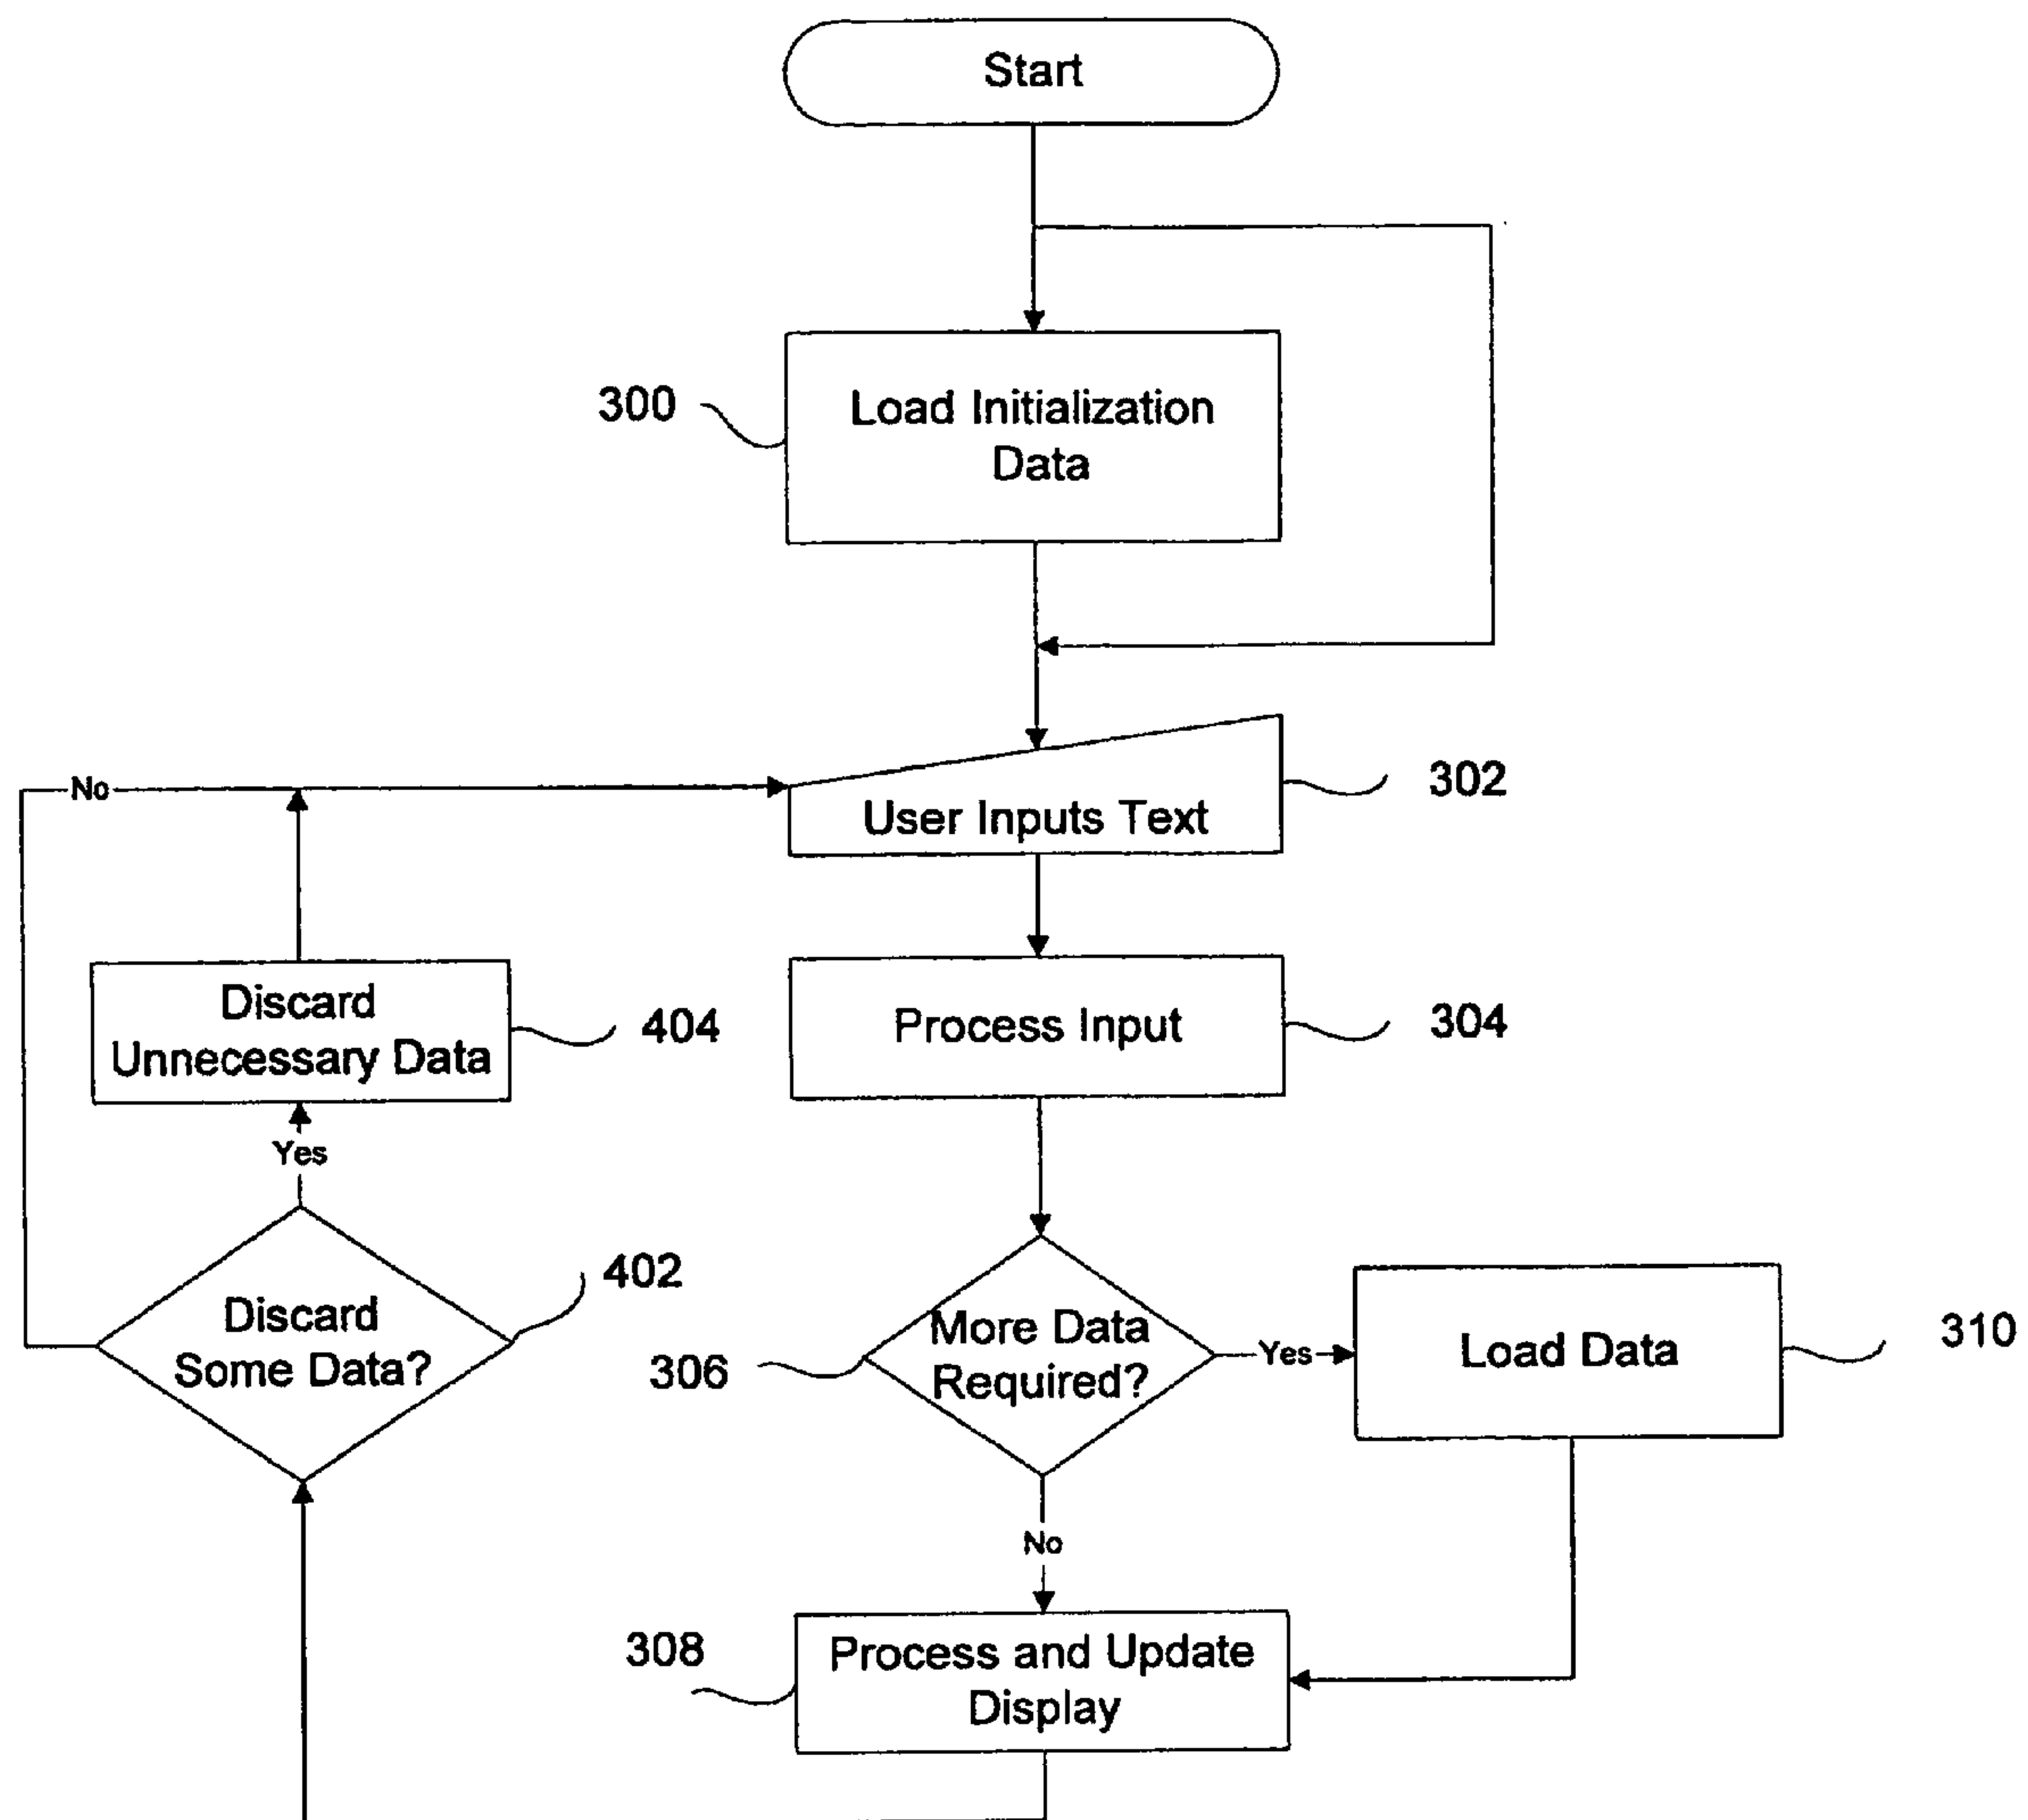 Start
300
Load Initialization
Data
No
302
User Inputs Text
Discard
Unnecessary Data
404
Process Input
304
Yes
402
Discard
Some Data?
306
More Data
Required?
Yes
Load Data
310
No
308
Process and Update
Display